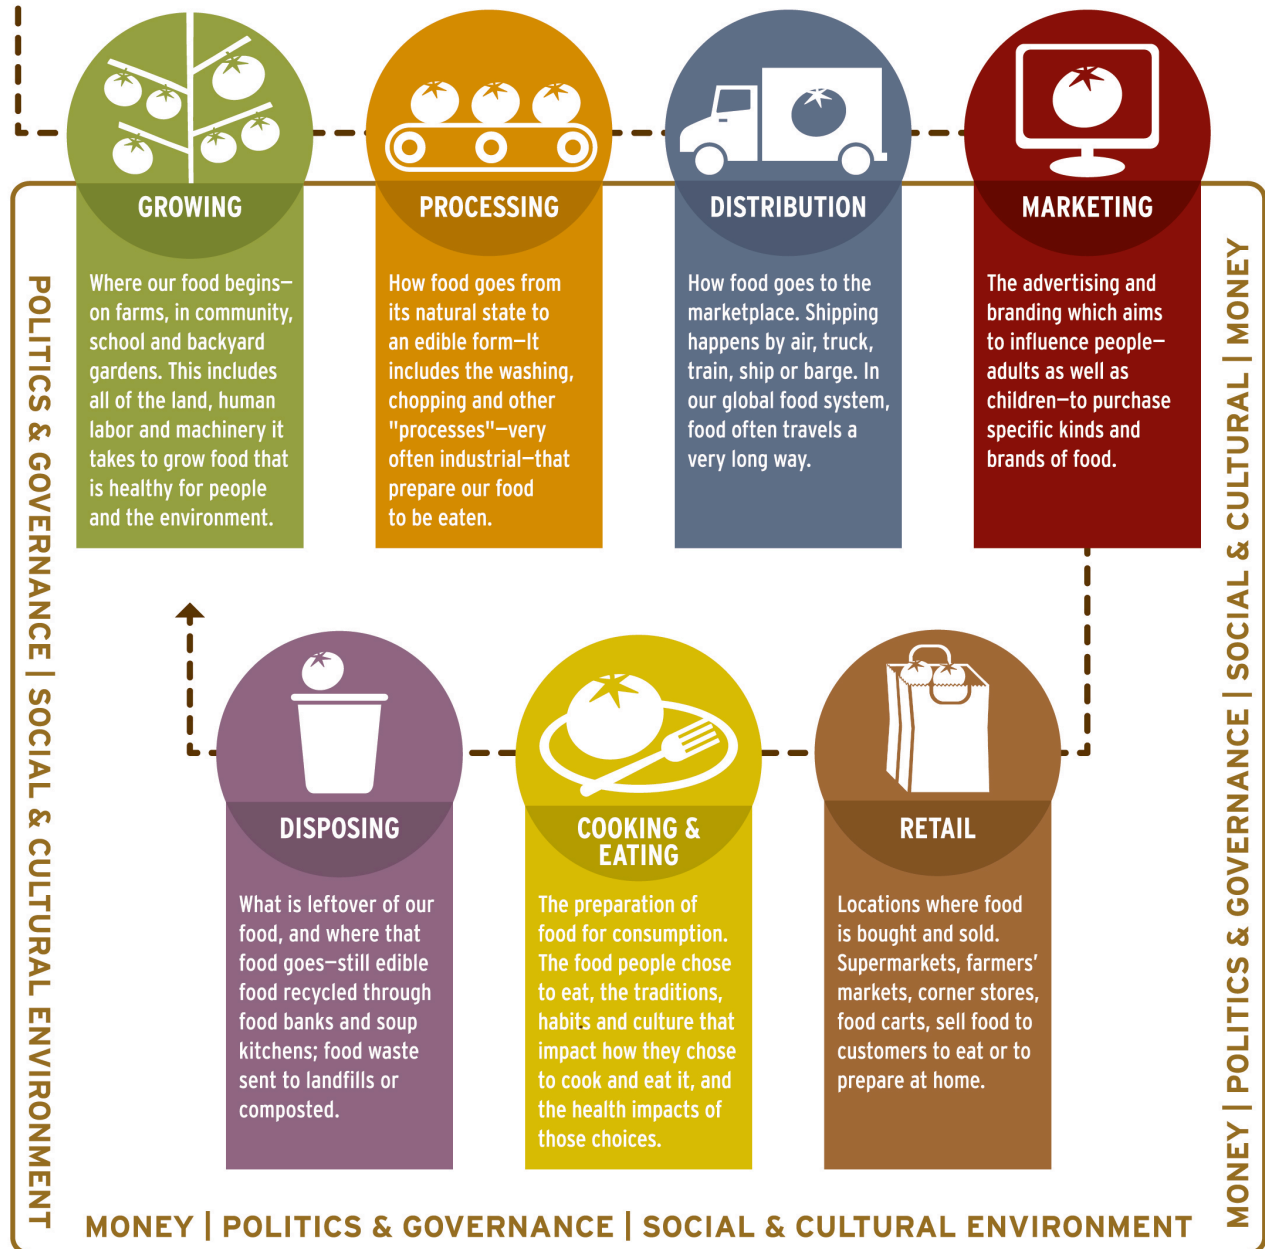 GROWING
Where our food begins—
on farms, in community,
school and backyard
gardens. This includes
all of the land, human
labor and machinery it
takes to grow food that
is healthy for people
and the environment.
PROCESSING
How food goes from
its natural state to
an edible form—It
includes the washing,
chopping and other
"processes"—very
often industrial—that
prepare our food
to be eaten.
DISTRIBUTION
How food goes to the
marketplace. Shipping
happens by air, truck,
train, ship or barge. In
our global food system,
food often travels a
very long way.
MARKETING
The advertising and
branding which aims
to influence people—
adults as well as
children—to purchase
specific kinds and
brands of food.
DISPOSING
What is leftover of our
food, and where that
food goes—still edible
food recycled through
food banks and soup
kitchens; food waste
sent to landfills or
composted.
COOKING &
EATING
The preparation of
food for consumption.
The food people chose
to eat, the traditions,
habits and culture that
impact how they chose
to cook and eat it, and
the health impacts of
those choices.
RETAIL
Locations where food
is bought and sold.
Supermarkets, farmers’
markets, corner stores,
food carts, sell food to
customers to eat or to
prepare at home.
POLITICS & GOVERNANCE | SOCIAL & CULTURAL ENVIRONMENT
MONEY | POLITICS & GOVERNANCE | SOCIAL & CULTURAL ENVIRONMENT
MONEY | POLITICS & GOVERNANCE | SOCIAL & CULTURAL | MONEY